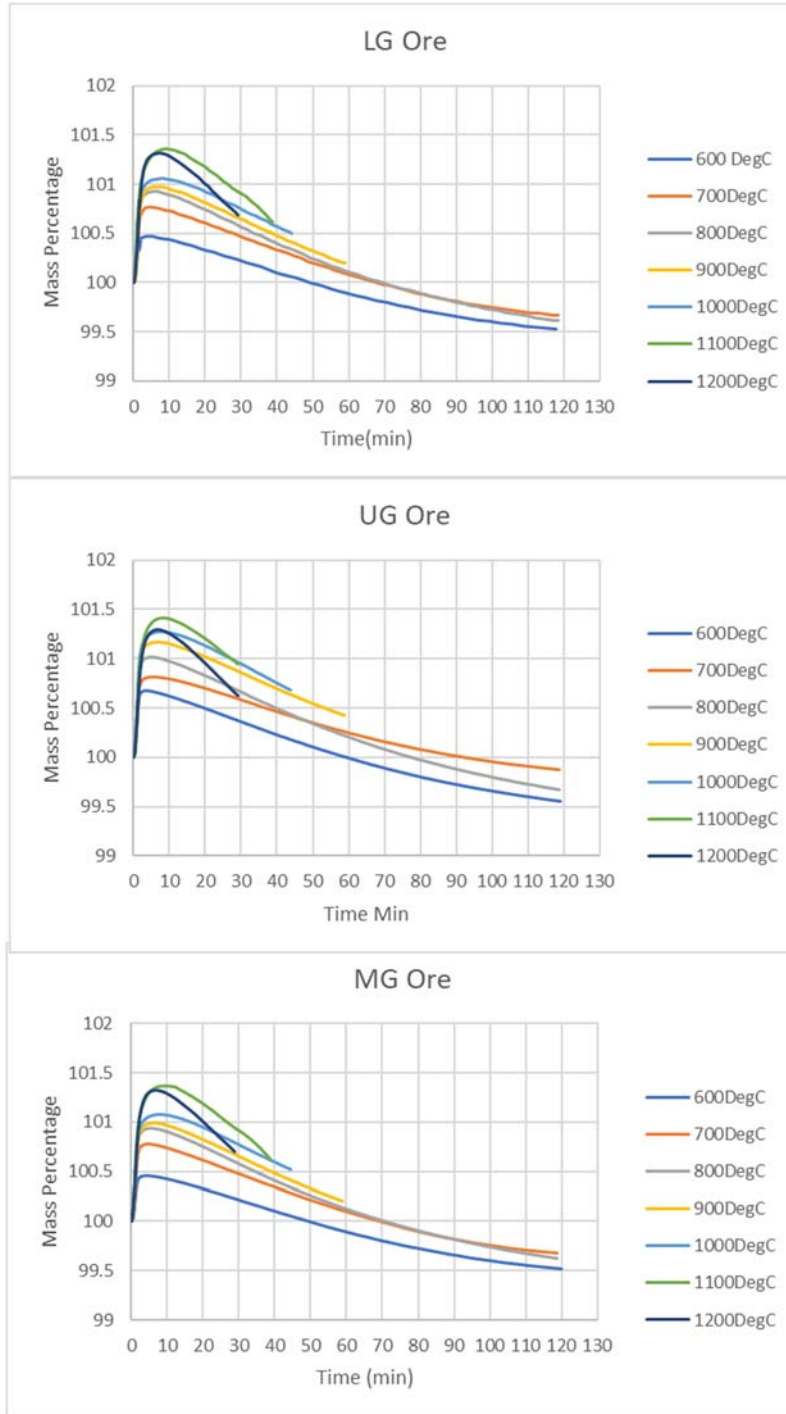 LG Ore
102
101.5
101
100.5
100
99.5
99
Mass Percentage
0 10 20 30 40 50 60 70 80 90 100 110 120 130
Time(min)
600 DegC
700DegC
800DegC
900DegC
1000DegC
1100DegC
1200DegC
UG Ore
102
101.5
101
100.5
100
99.5
99
Mass Percentage
0 10 20 30 40 50 60 70 80 90 100 110 120 130
Time Min
600DegC
700DegC
800DegC
900DegC
1000DegC
1100DegC
1200DegC
MG Ore
102
101.5
101
100.5
100
99.5
99
Mass Percentage
0 10 20 30 40 50 60 70 80 90 100 110 120 130
Time (min)
600DegC
700DegC
800DegC
900DegC
1000DegC
1100DegC
1200DegC